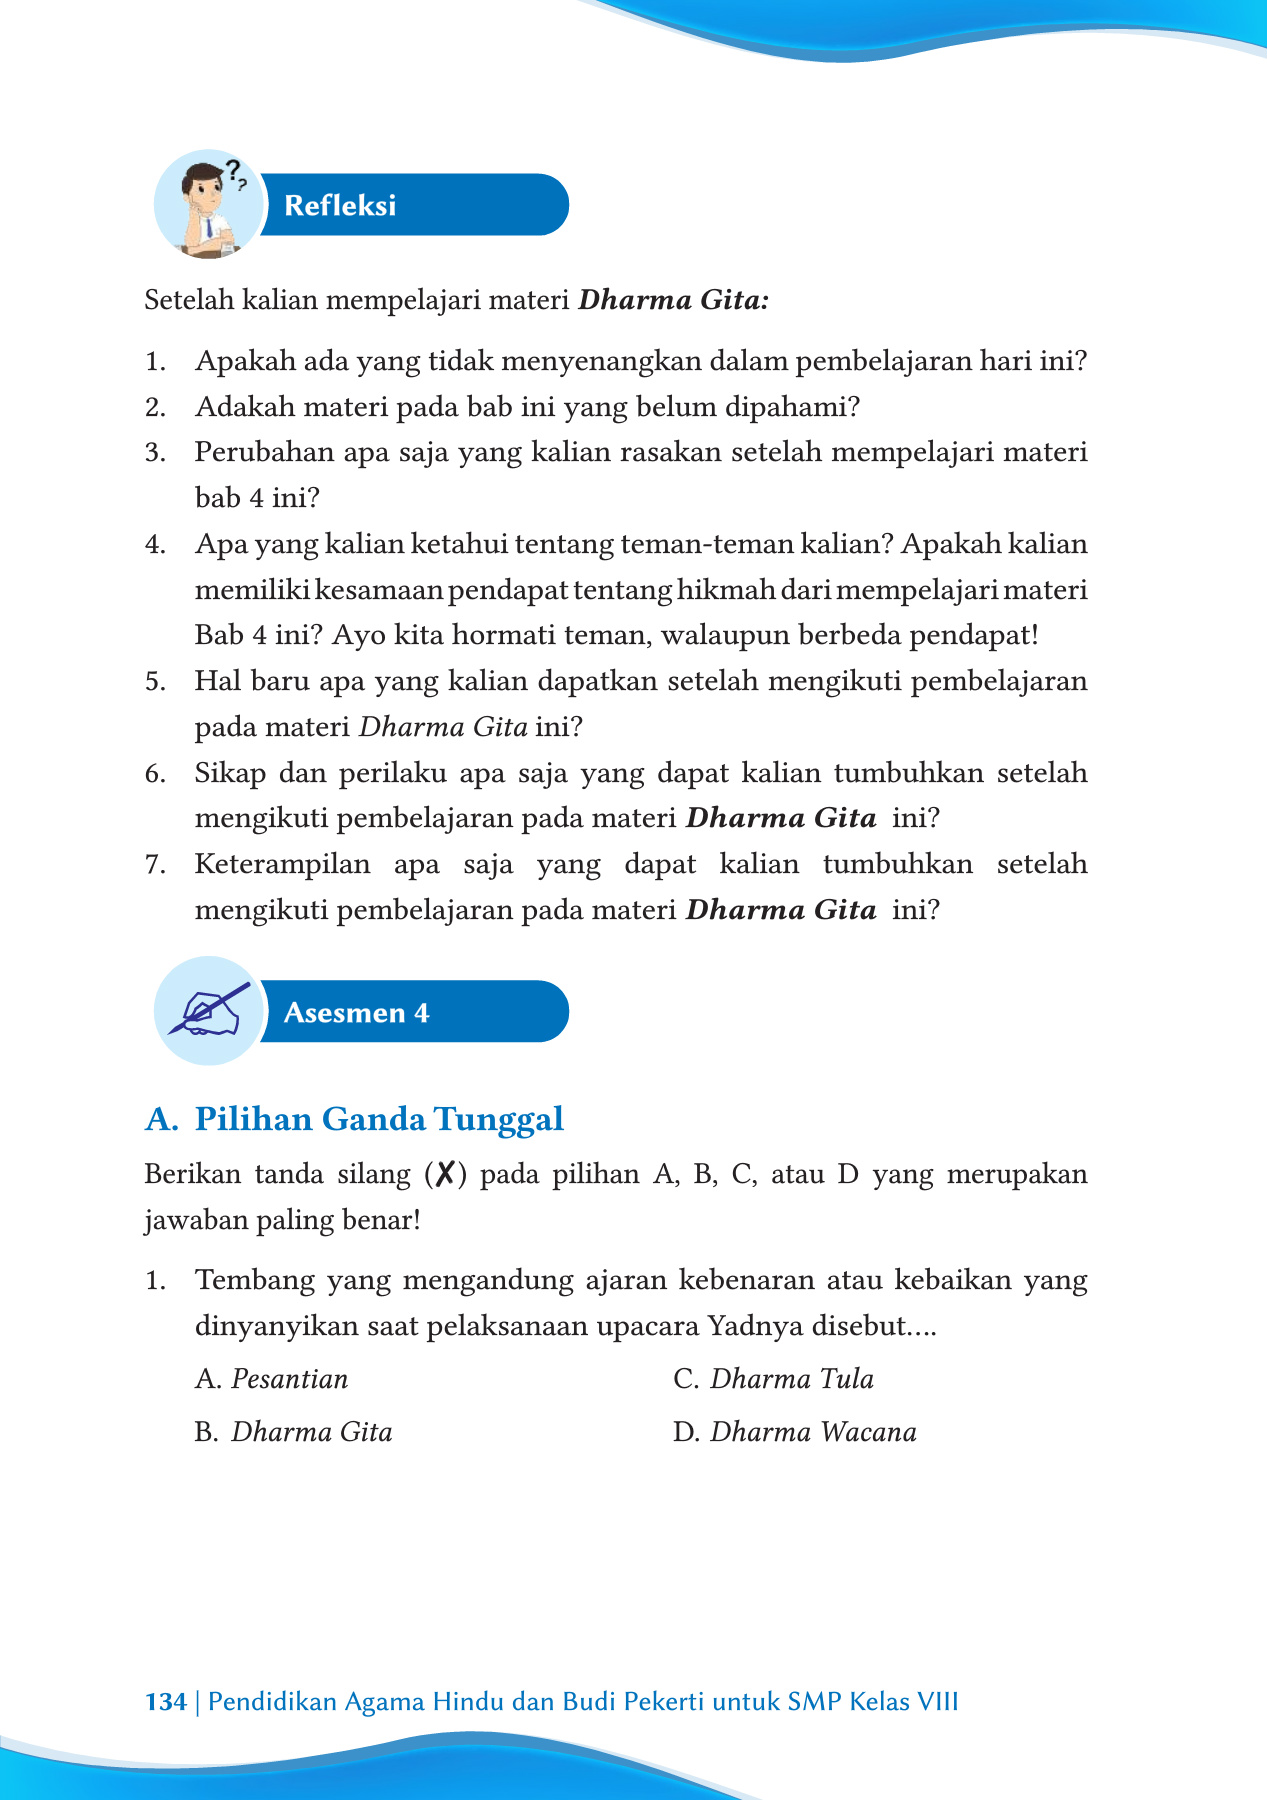 ??
Refleksi
Setelah kalian mempelajari materi Dharma Gita:
1. Apakah ada yang tidak menyenangkan dalam pembelajaran hari ini?
2. Adakah materi pada bab ini yang belum dipahami?
3. Perubahan apa saja yang kalian rasakan setelah mempelajari materi
bab 4 ini?
4. Apa yang kalian ketahui tentang teman-teman kalian? Apakah kalian
memiliki kesamaan pendapat tentang hikmah dari mempelajari materi
Bab 4 ini? Ayo kita hormati teman, walaupun berbeda pendapat!
5. Hal baru apa yang kalian dapatkan setelah mengikuti pembelajaran
pada materi Dharma Gita ini?
6. Sikap dan perilaku apa saja yang dapat kalian tumbuhkan setelah
mengikuti pembelajaran pada materi Dharma Gita ini?
7. Keterampilan apa saja yang dapat kalian tumbuhkan setelah
mengikuti pembelajaran pada materi Dharma Gita ini?
Asesmen 4
A. Pilihan Ganda Tunggal
Berikan tanda silang (✗) pada pilihan A, B, C, atau D yang merupakan
jawaban paling benar!
1. Tembang yang mengandung ajaran kebenaran atau kebaikan yang
dinyanyikan saat pelaksanaan upacara Yadnya disebut....
A. Pesantian
C. Dharma Tula
B. Dharma Gita
D. Dharma Wacana
134 | Pendidikan Agama Hindu dan Budi Pekerti untuk SMP Kelas VIII